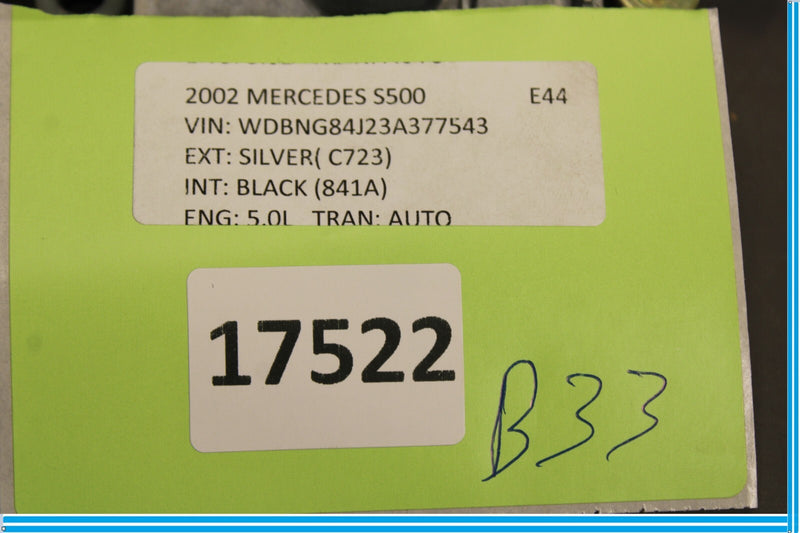 2002 MERCEDES S500 E44
VIN: WDBNG84J23A377543
EXT: SILVER( C723)
INT: BLACK (841A)
ENG: 5.0L TRAN: AUTO
17522
B33